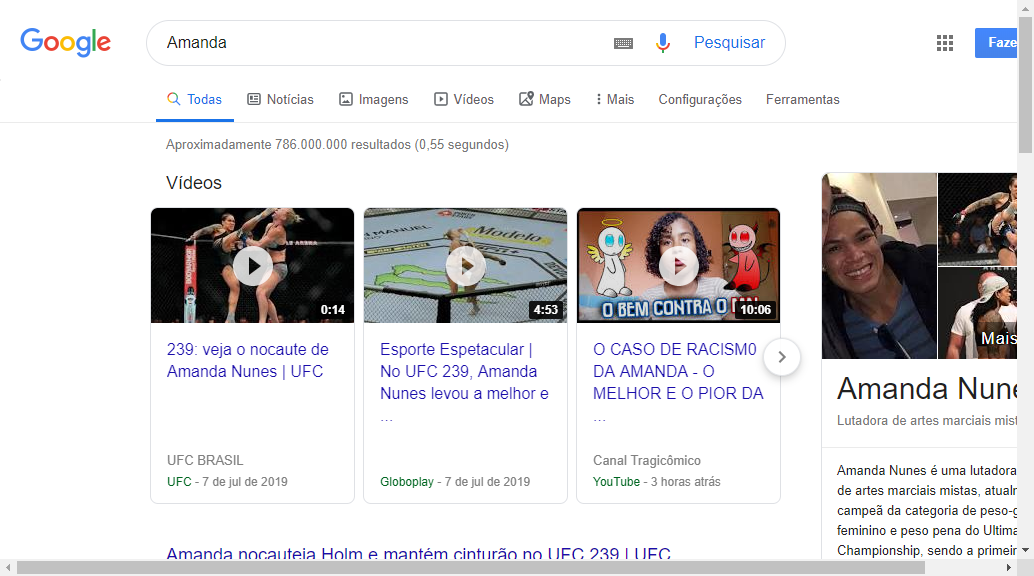 Google
Amanda
Pesquisar
Faze
Todas
Notícias
Imagens
Vídeos
Maps
Mais
Configurações
Ferramentas
Aproximadamente 786.000.000 resultados (0,55 segundos)
Vídeos
0:14
239: veja o nocaute de
Amanda Nunes | UFC
UFC BRASIL
UFC - 7 de jul de 2019
Modelo
4:53
Esporte Espetacular |
No UFC 239, Amanda
Nunes levou a melhor e
...
Globoplay - 7 de jul de 2019
O BEM CONTRA O
10:06
O CASO DE RACISM0
DA AMANDA - O
MELHOR E O PIOR DA
...
Canal Tragicômico
YouTube - 3 horas atrás
Mais
Amanda Nune
Lutadora de artes marciais mist
Amanda Nunes é uma lutadora
de artes marciais mistas, atualm
campeã da categoria de peso-g
feminino e peso pena do Ultima
Championship, sendo a primeir
Amanda nocauteia Holm e mantém cinturão no UFC 239 | UFC